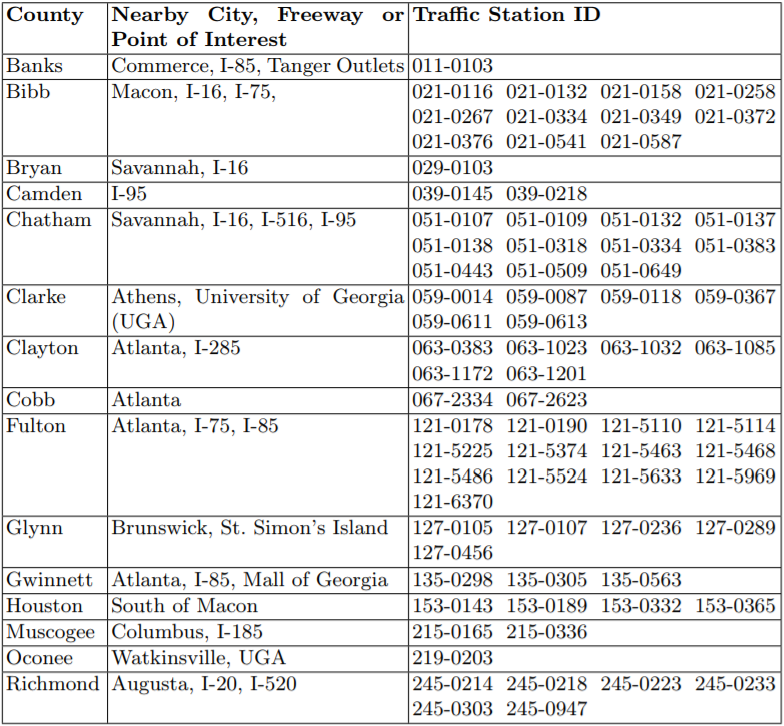 County Nearby City, Freeway or Traffic Station ID
Point of Interest
Banks Commerce, I-85, Tanger Outlets 011-0103
Bibb Macon, I-16, I-75, 021-0116 021-0132 021-0158 021-0258
021-0267 021-0334 021-0349 021-0372
021-0376 021-0541 021-0587
Bryan Savannah, I-16 029-0103
Camden I-95 039-0145 039-0218
Chatham Savannah, I-16, I-516, I-95 051-0107 051-0109 051-0132 051-0137
051-0138 051-0318 051-0334 051-0383
051-0443 051-0509 051-0649
Clarke Athens, University of Georgia 059-0014 059-0087 059-0118 059-0367
(UGA) 059-0611 059-0613
Clayton Atlanta, I-285 063-0383 063-1023 063-1032 063-1085
063-1172 063-1201
Cobb Atlanta 067-2334 067-2623
Fulton Atlanta, I-75, I-85 121-0178 121-0190 121-5110 121-5114
121-5225 121-5374 121-5463 121-5468
121-5486 121-5524 121-5633 121-5969
121-6370
Glynn Brunswick, St. Simon's Island 127-0105 127-0107 127-0236 127-0289
127-0456
Gwinnett Atlanta, I-85, Mall of Georgia 135-0298 135-0305 135-0563
Houston South of Macon 153-0143 153-0189 153-0332 153-0365
Muscogee Columbus, I-185 215-0165 215-0336
Oconee Watkinsville, UGA 219-0203
Richmond Augusta, I-20, I-520 245-0214 245-0218 245-0223 245-0233
245-0303 245-0947